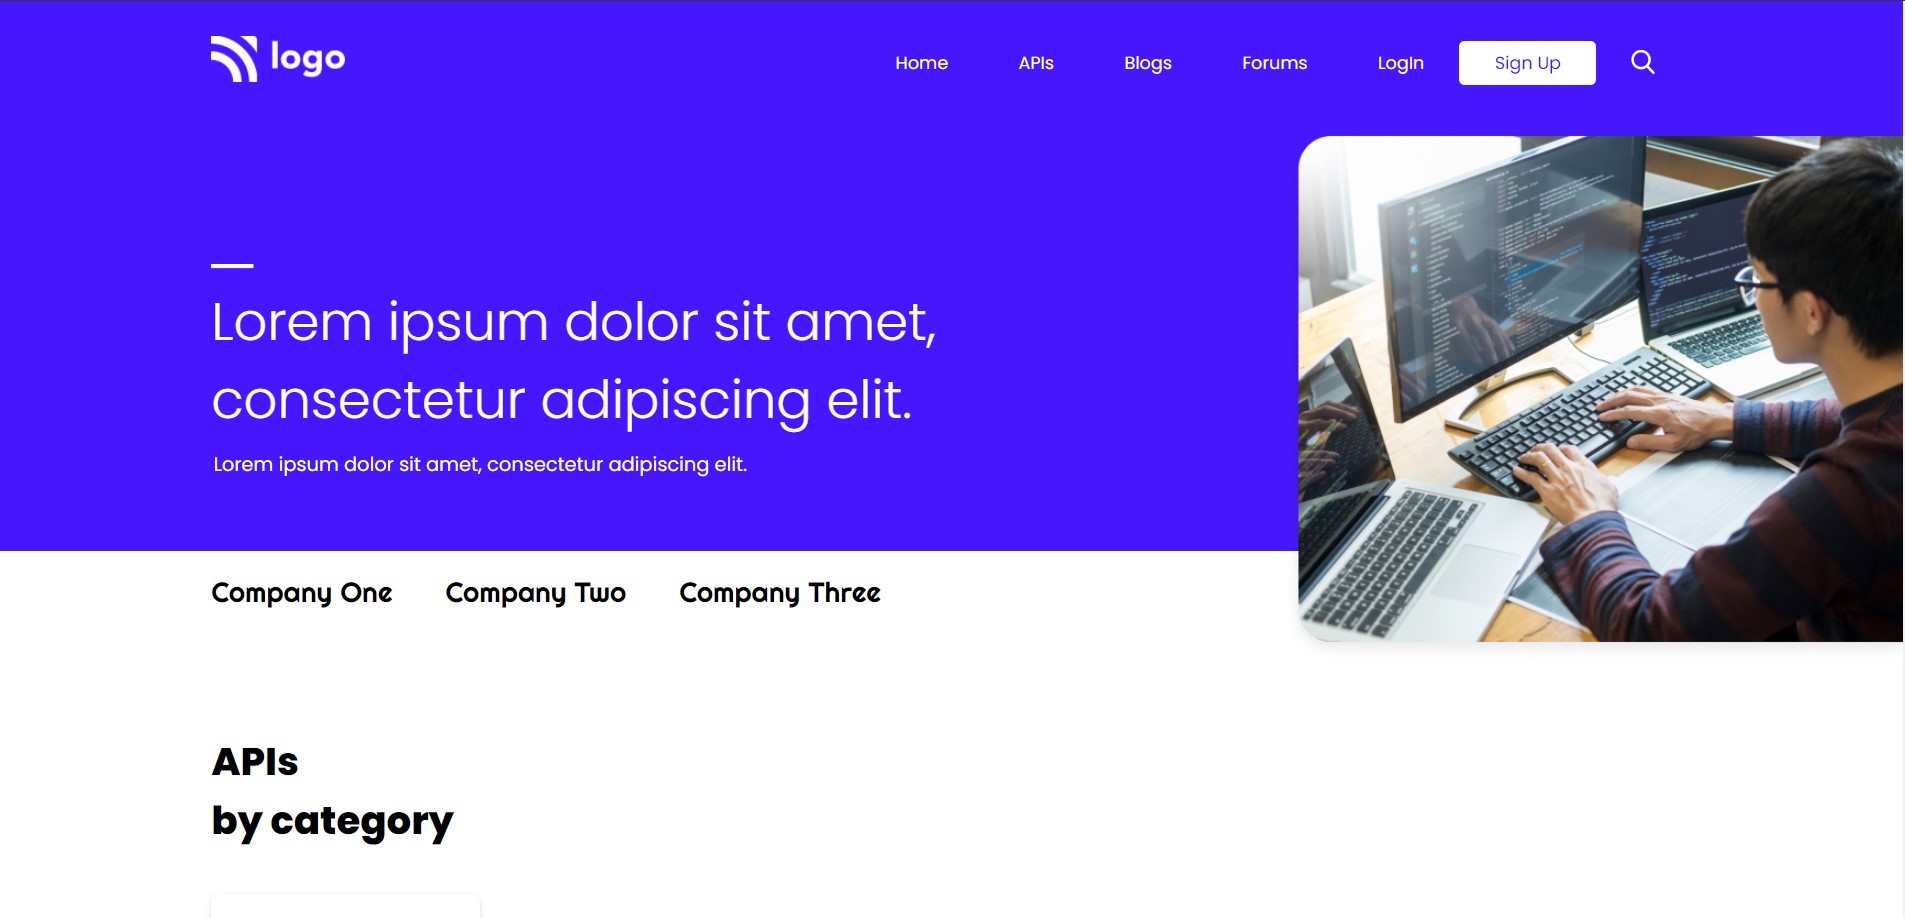 logo
Home APIs Blogs Forums LogIn Sign Up
Lorem ipsum dolor sit amet,
consectetur adipiscing elit.
Lorem ipsum dolor sit amet, consectetur adipiscing elit.
Company One Company Two Company Three
APIs
by category